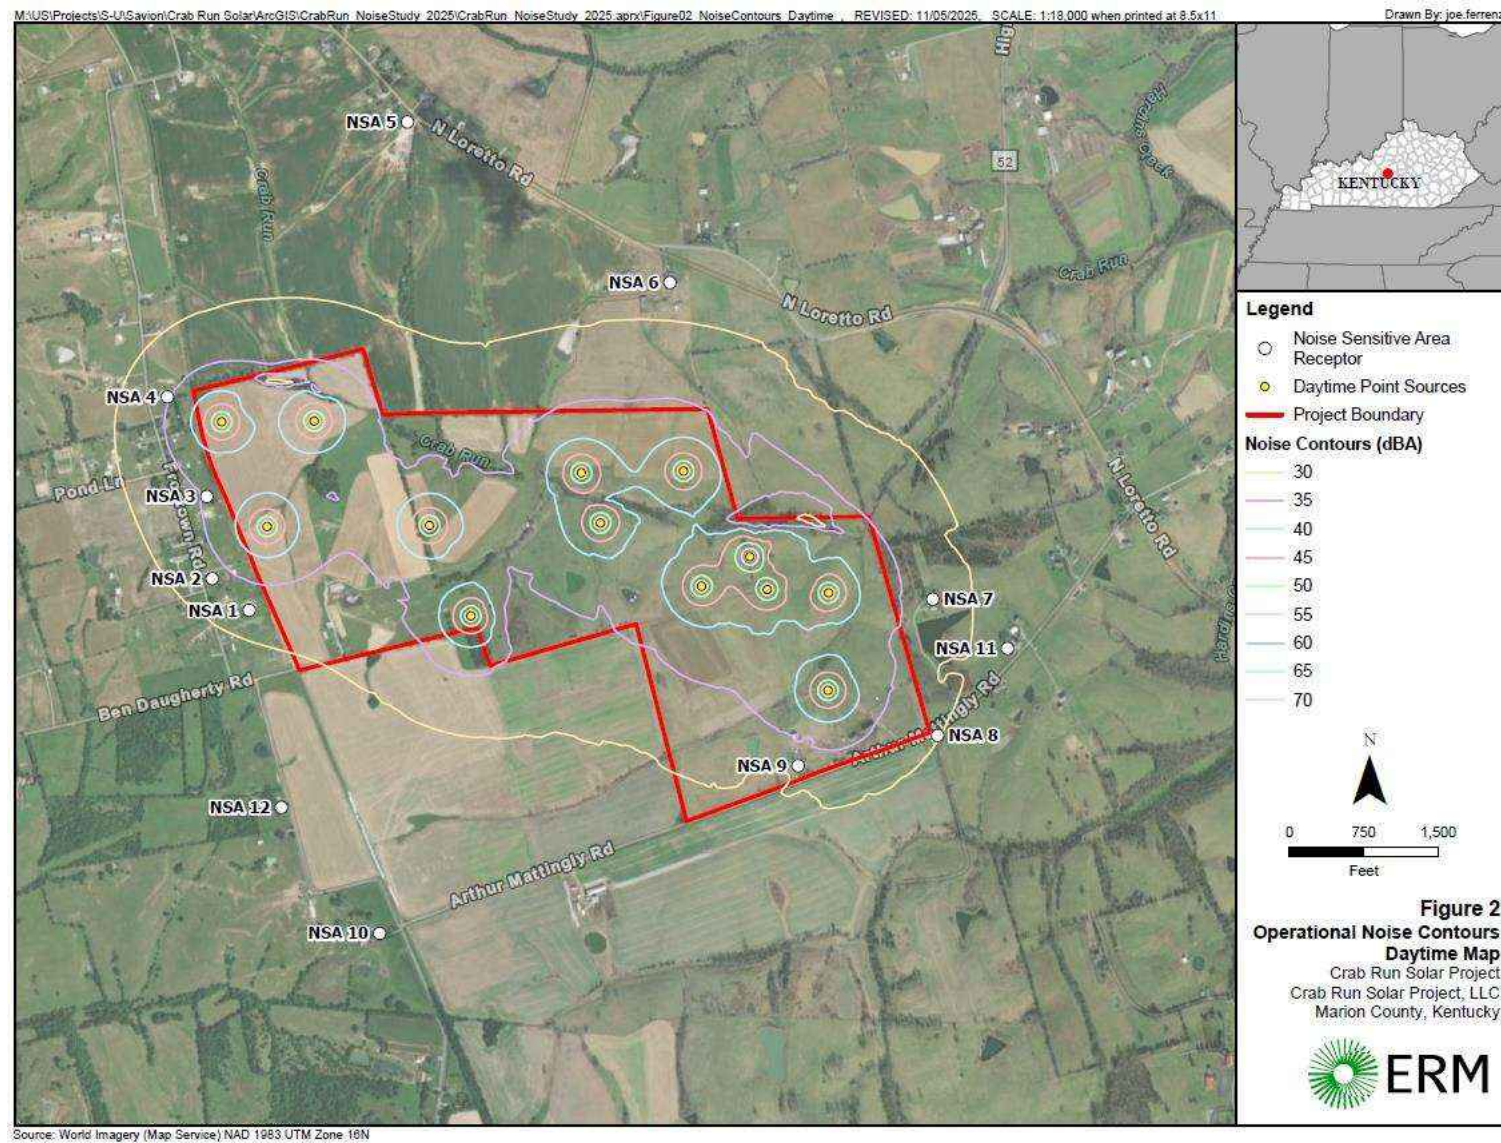 M:\US\Projects\S-U\Savion\Crab Run Solar\ArcGIS\CrabRun_NoiseStudy_2025\CrabRun_NoiseStudy_2025.aprx\Figure02_NoiseContours_Daytime , REVISED: 11/05/2025, SCALE: 1:18,000 when printed at 8.5x11
Drawn By: joe.ferrenz
NSA 5
N Loretto Rd
52
Crab Run
Hardins Creek
KENTUCKY
Crab Run
NSA 6
N Loretto Rd
NSA 4
Crab Run
Pond Ln
NSA 3
Frogtown Rd
N Loretto Rd
NSA 2
NSA 1
NSA 7
NSA 11
Ben Daugherty Rd
Arthur Mattingly Rd
NSA 8
NSA 9
NSA 12
Arthur Mattingly Rd
NSA 10
Legend
Noise Sensitive Area
Receptor
Daytime Point Sources
Project Boundary
Noise Contours (dBA)
30
35
40
45
50
55
60
65
70
N
0 750 1,500
Feet
Figure 2
Operational Noise Contours
Daytime Map
Crab Run Solar Project
Crab Run Solar Project, LLC
Marion County, Kentucky
ERM
Source: World Imagery (Map Service) NAD 1983 UTM Zone 16N